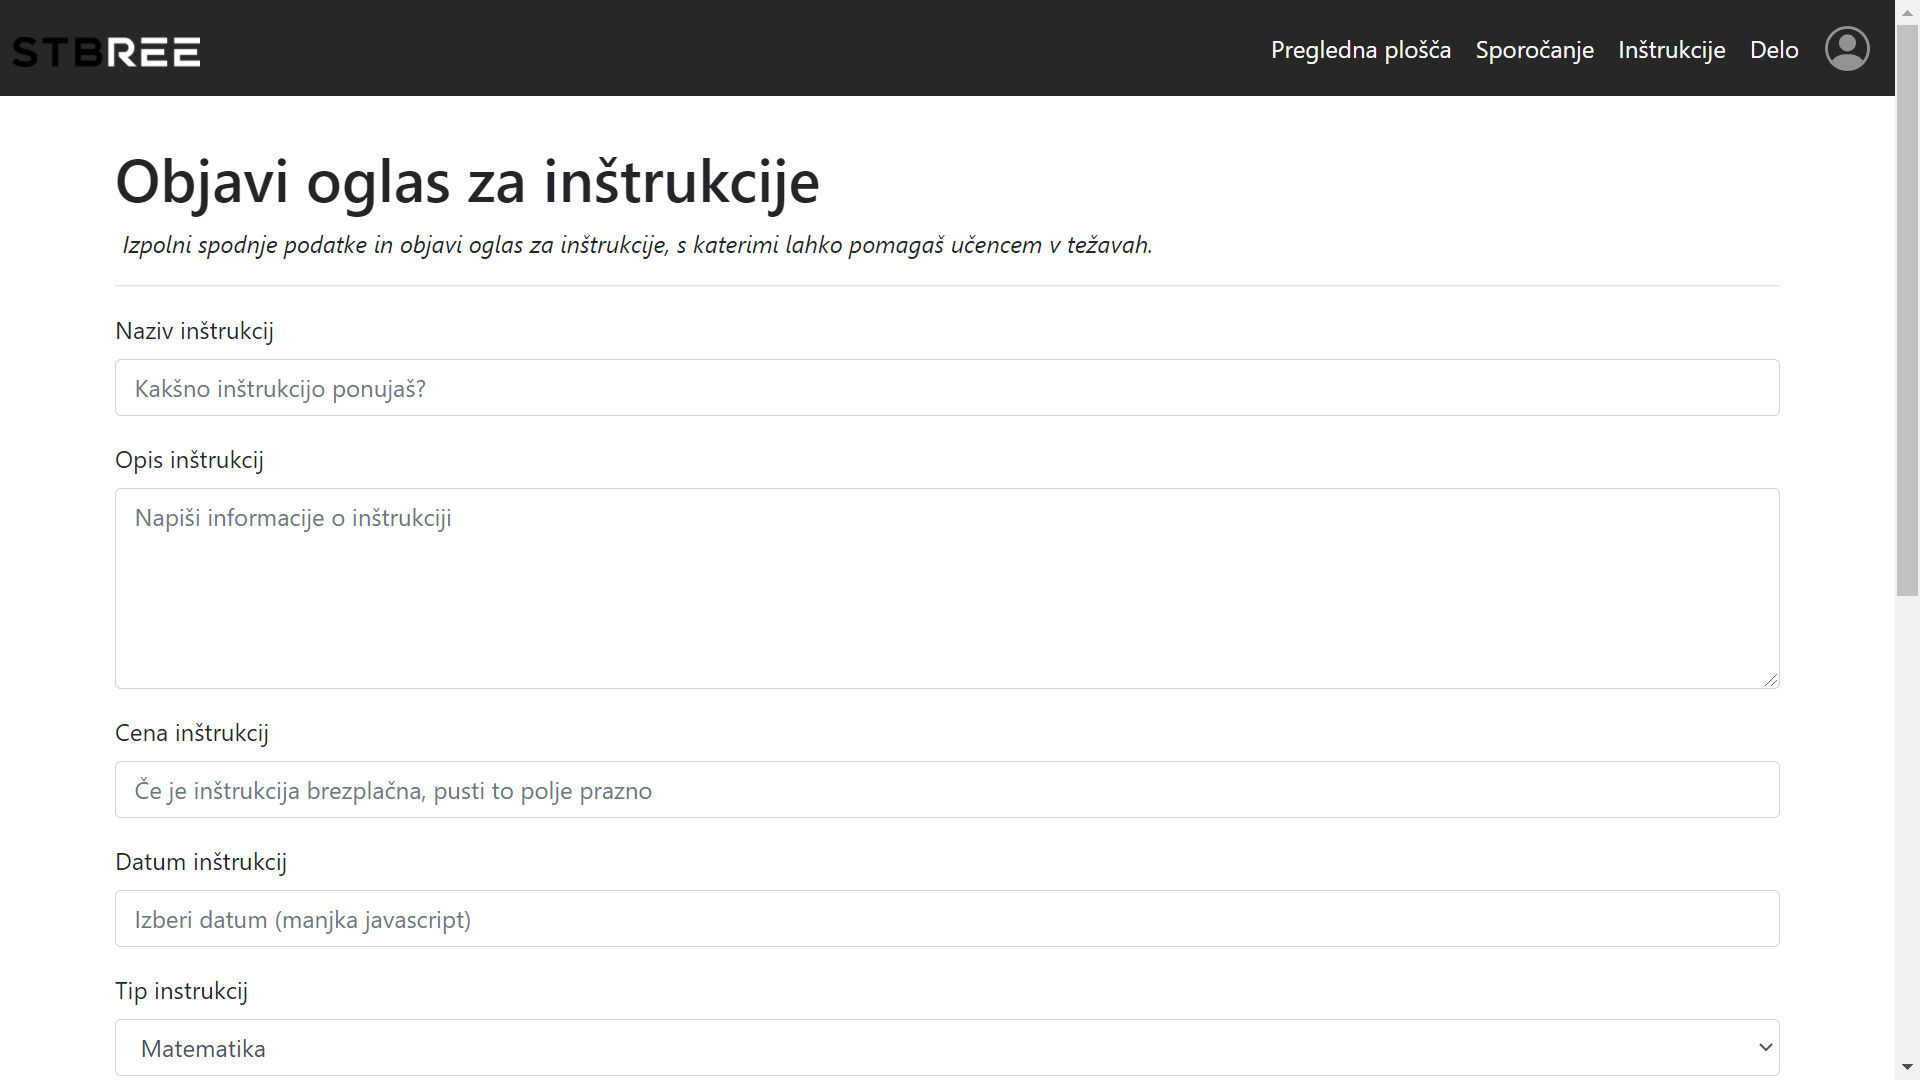 STBREE
Pregledna plošča Sporočanje Inštrukcije Delo
Objavi oglas za inštrukcije
Izpolni spodnje podatke in objavi oglas za inštrukcije, s katerimi lahko pomagaš učencem v težavah.
Naziv inštrukcij
Kakšno inštrukcijo ponujaš?
Opis inštrukcij
Napiši informacije o inštrukciji
Cena inštrukcij
Če je inštrukcija brezplačna, pusti to polje prazno
Datum inštrukcij
Izberi datum (manjka javascript)
Tip instrukcij
Matematika